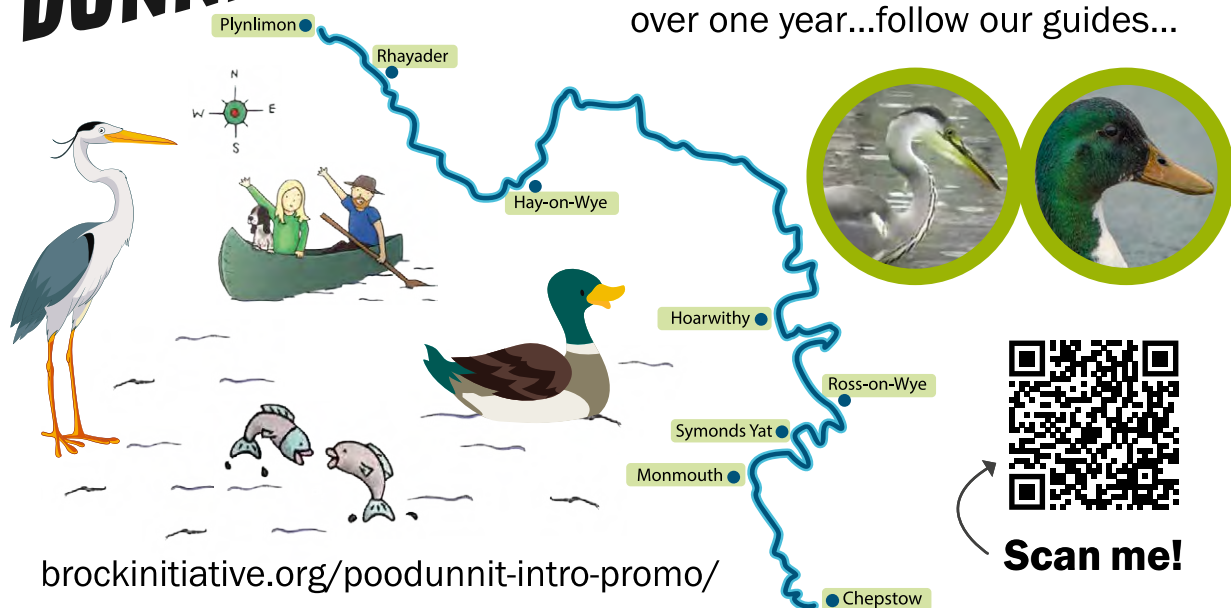 over one year...follow our guides...
Plynlimon
Rhayader
N
W E
S
Hay-on-Wye
Hoarwithy
Ross-on-Wye
Symonds Yat
Monmouth
Scan me!
brockinitiative.org/poodunnit-intro-promo/
Chepstow